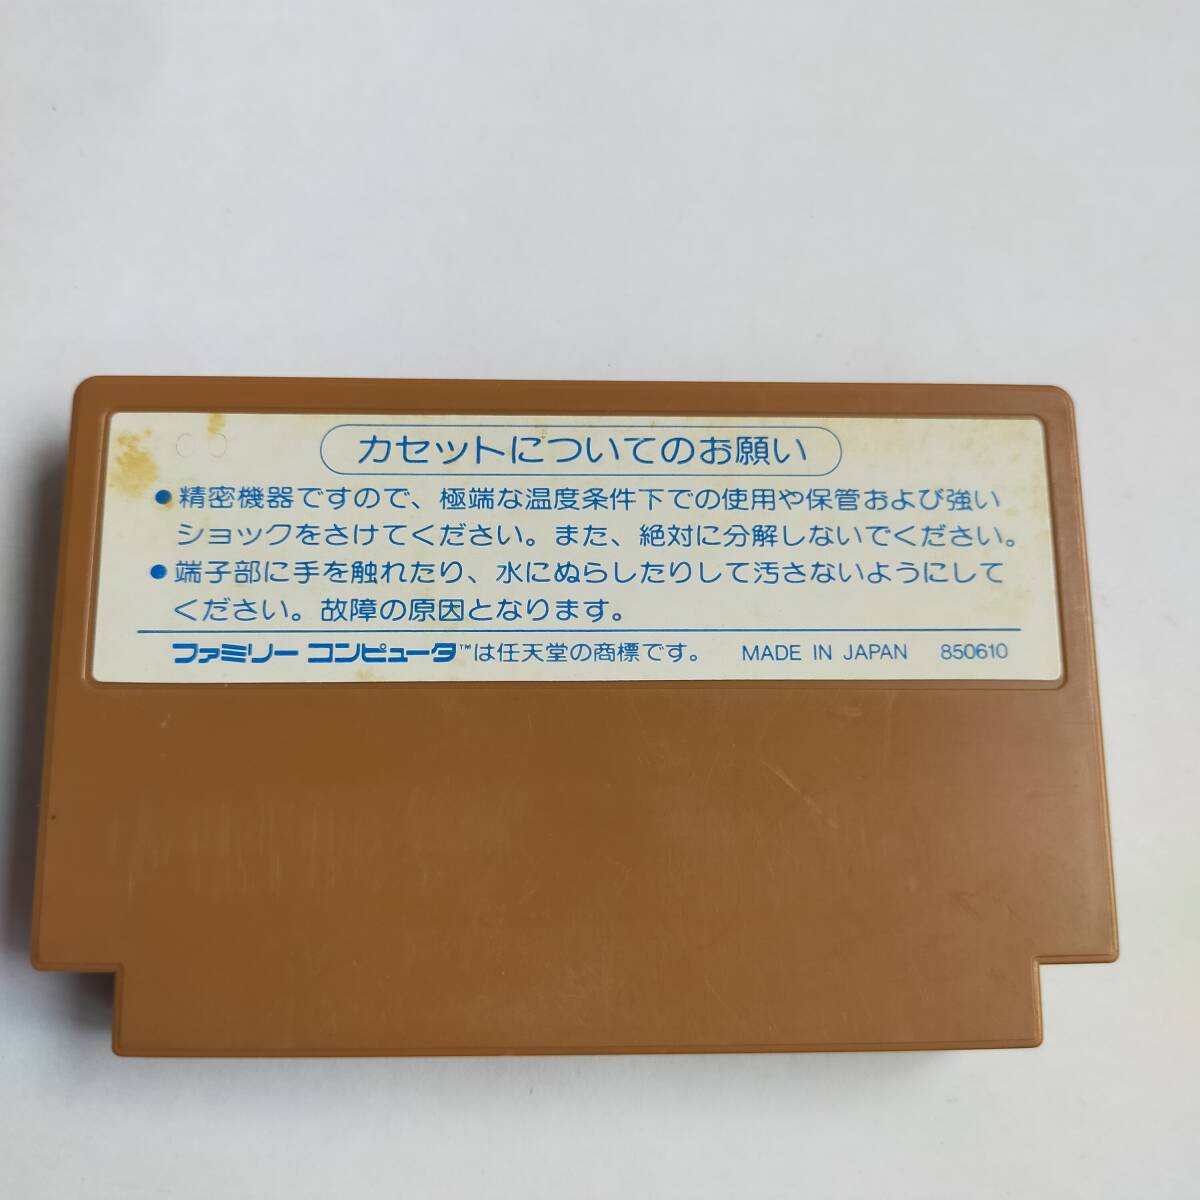 カセットについてのお願い
●精密機器ですので、極端な温度条件下での使用や保管および強い
ショックをさけてください。また、絶対に分解しないでください。
●端子部に手を触れたり、水にぬらしたりして汚さないようにして
ください。故障の原因となります。
ファミリー コンピュータ™は任天堂の商標です。 MADE IN JAPAN 850610